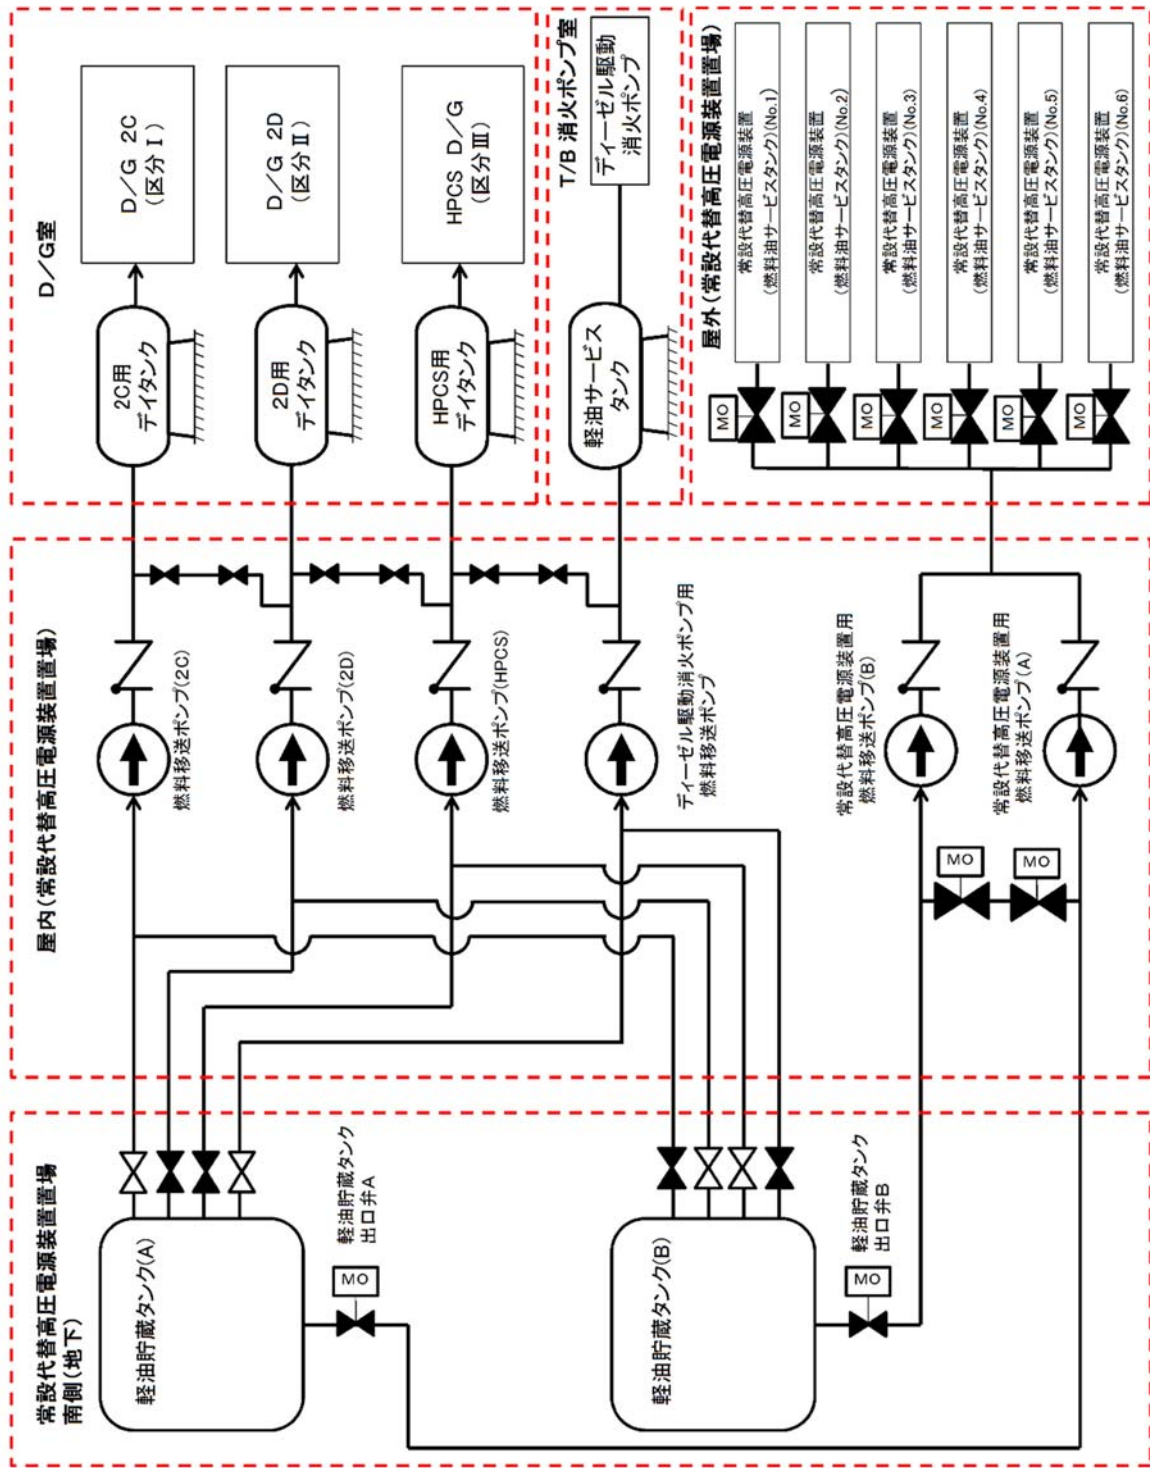 常設代替高圧電源装置置場
南側(地下)
軽油貯蔵タンク(A)
MO
軽油貯蔵タンク
出口弁A
軽油貯蔵タンク(B)
MO
軽油貯蔵タンク
出口弁B
屋内(常設代替高圧電源装置置場)
燃料移送ポンプ(2C)
燃料移送ポンプ(2D)
燃料移送ポンプ(HPCS)
ディーゼル駆動消火ポンプ用
燃料移送ポンプ
常設代替高圧電源装置用
燃料移送ポンプ(B)
常設代替高圧電源装置用
燃料移送ポンプ(A)
MO
MO
D/G室
2C用
デイタンク
D/G 2C
(区分Ⅰ)
2D用
デイタンク
D/G 2D
(区分Ⅱ)
HPCS用
デイタンク
HPCS D/G
(区分Ⅲ)
T/B 消火ポンプ室
軽油サービス
タンク
ディーゼル駆動
消火ポンプ
屋外(常設代替高圧電源装置置場)
MO
常設代替高圧電源装置
(燃料油サービスタンク)(No.1)
MO
常設代替高圧電源装置
(燃料油サービスタンク)(No.2)
MO
常設代替高圧電源装置
(燃料油サービスタンク)(No.3)
MO
常設代替高圧電源装置
(燃料油サービスタンク)(No.4)
MO
常設代替高圧電源装置
(燃料油サービスタンク)(No.5)
MO
常設代替高圧電源装置
(燃料油サービスタンク)(No.6)